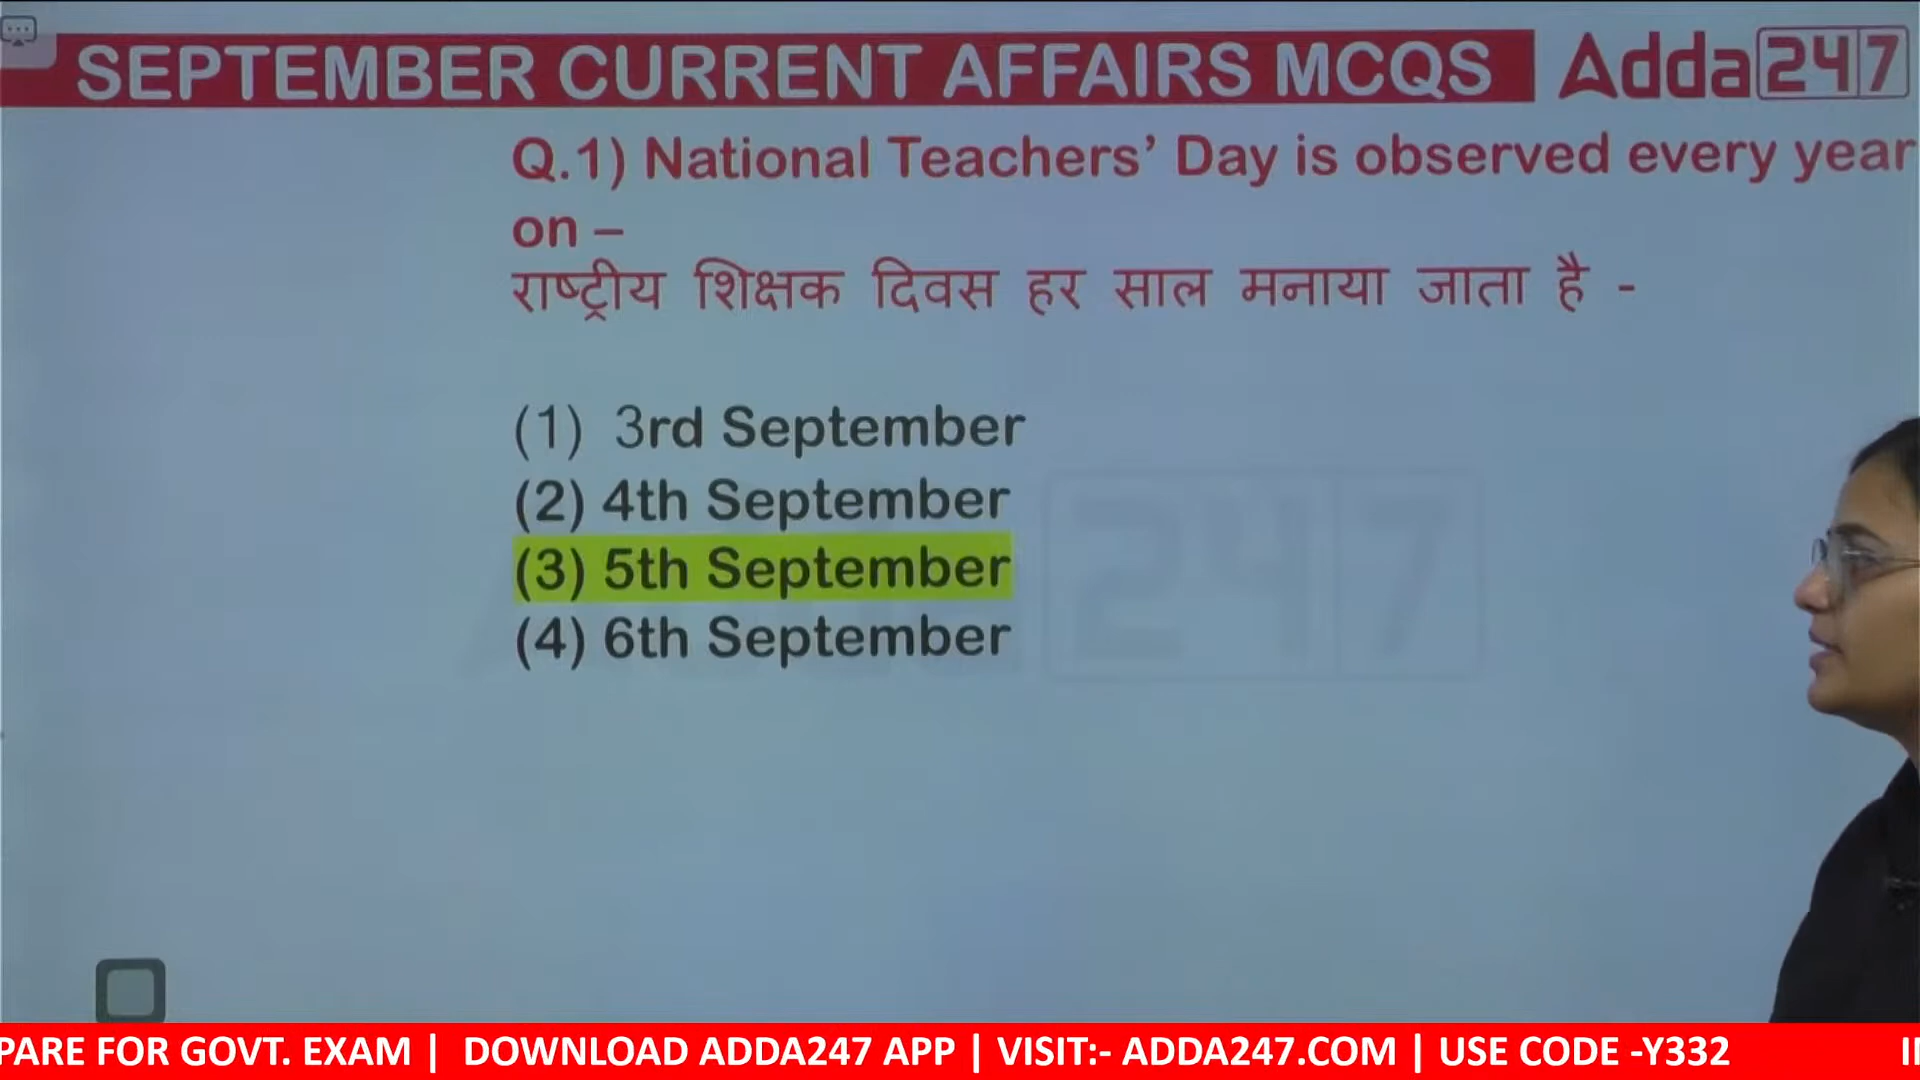 SEPTEMBER CURRENT AFFAIRS MCQS
Adda247
Q.1) National Teachers’ Day is observed every year
on –
राष्ट्रीय शिक्षक दिवस हर साल मनाया जाता है -
(1) 3rd September
(2) 4th September
(3) 5th September
(4) 6th September
247
PARE FOR GOVT. EXAM | DOWNLOAD ADDA247 APP | VISIT:- ADDA247.COM | USE CODE -Y332